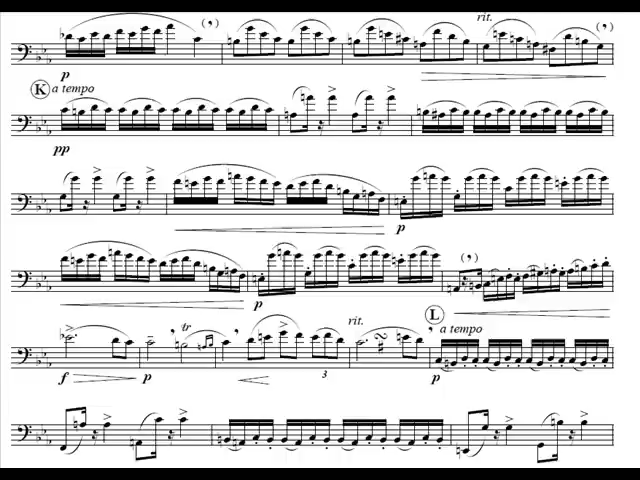 rit.
p
K a tempo
pp
p
p
L
tr rit. a tempo
f p 3 p